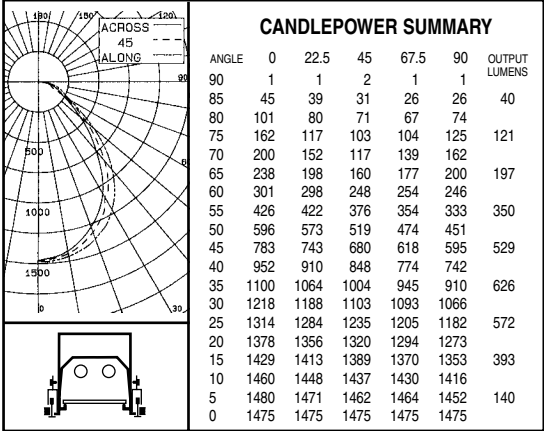 180
150
120
ACROSS
45
ALONG
90
500
60
1000
1500
0
30
CANDLEPOWER SUMMARY
ANGLE 0 22.5 45 67.5 90 OUTPUT LUMENS
90 1 1 2 1 1
85 45 39 31 26 26 40
80 101 80 71 67 74
75 162 117 103 104 125 121
70 200 152 117 139 162
65 238 198 160 177 200 197
60 301 298 248 254 246
55 426 422 376 354 333 350
50 596 573 519 474 451
45 783 743 680 618 595 529
40 952 910 848 774 742
35 1100 1064 1004 945 910 626
30 1218 1188 1103 1093 1066
25 1314 1284 1235 1205 1182 572
20 1378 1356 1320 1294 1273
15 1429 1413 1389 1370 1353 393
10 1460 1448 1437 1430 1416
5 1480 1471 1462 1464 1452 140
0 1475 1475 1475 1475 1475